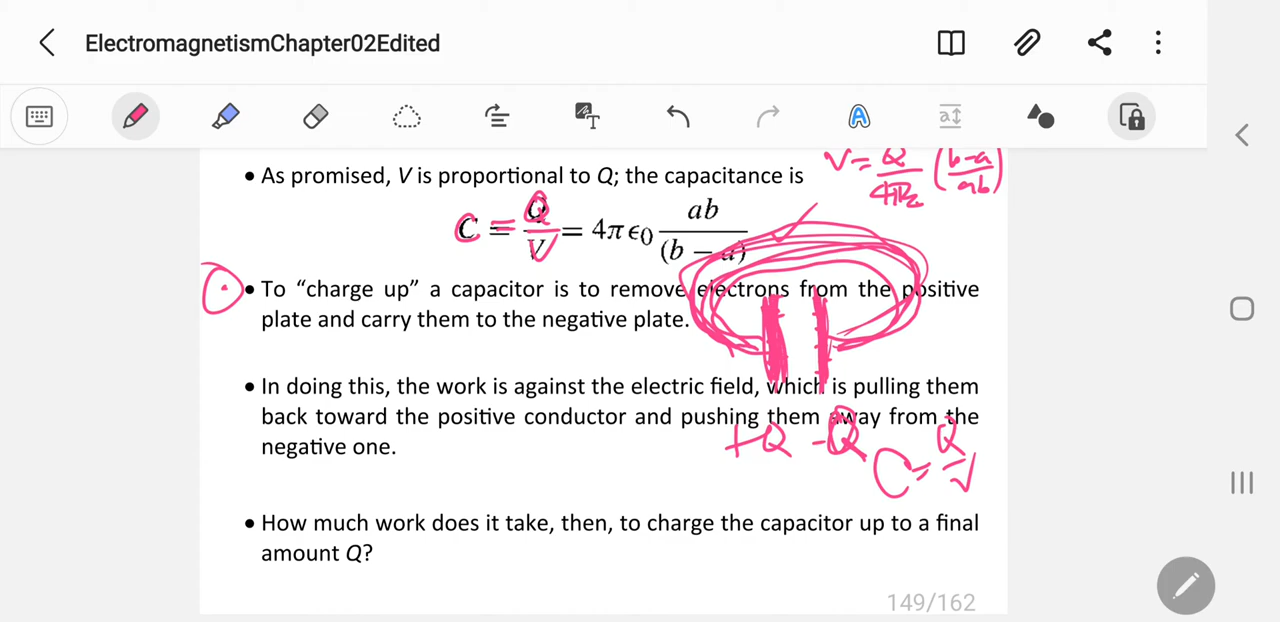 ElectromagnetismChapter02Edited
V = Q/4πε (b-a/ab)
• As promised, V is proportional to Q; the capacitance is
C = Q/V = 4πϵ₀ ab/(b − a)
• To “charge up” a capacitor is to remove electrons from the positive
plate and carry them to the negative plate.
• In doing this, the work is against the electric field, which is pulling them
back toward the positive conductor and pushing them away from the
negative one.
+Q -Q
C = Q/V
• How much work does it take, then, to charge the capacitor up to a final
amount Q?
149/162